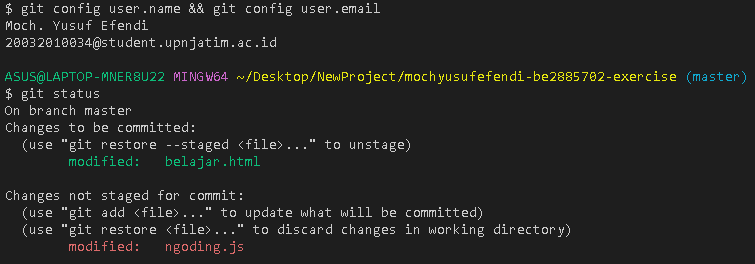 $ git config user.name && git config user.email
Moch. Yusuf Efendi
20032010034@student.upnjatim.ac.id
ASUS@LAPTOP-MNER8U22 MINGW64 ~/Desktop/NewProject/mochyusufefendi-be2885702-exercise (master)
$ git status
On branch master
Changes to be committed:
  (use "git restore --staged <file>..." to unstage)
        modified:   belajar.html
Changes not staged for commit:
  (use "git add <file>..." to update what will be committed)
  (use "git restore <file>..." to discard changes in working directory)
        modified:   ngoding.js